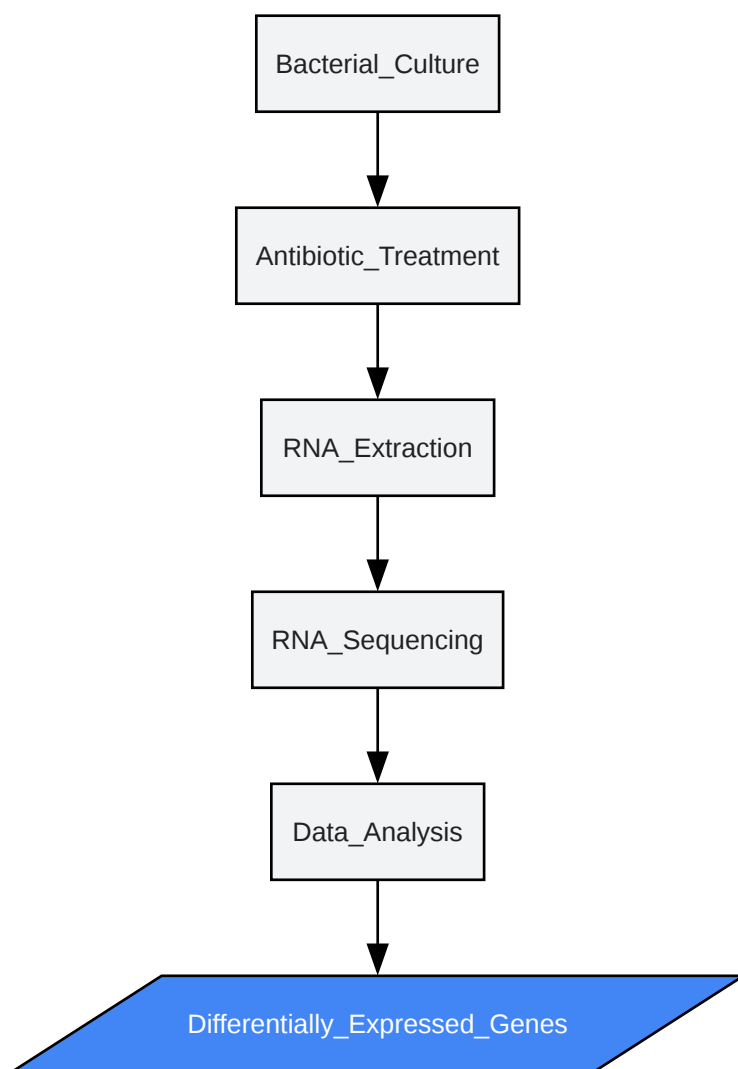 Bacterial_Culture
Antibiotic_Treatment
RNA_Extraction
RNA_Sequencing
Data_Analysis
Differentially_Expressed_Genes